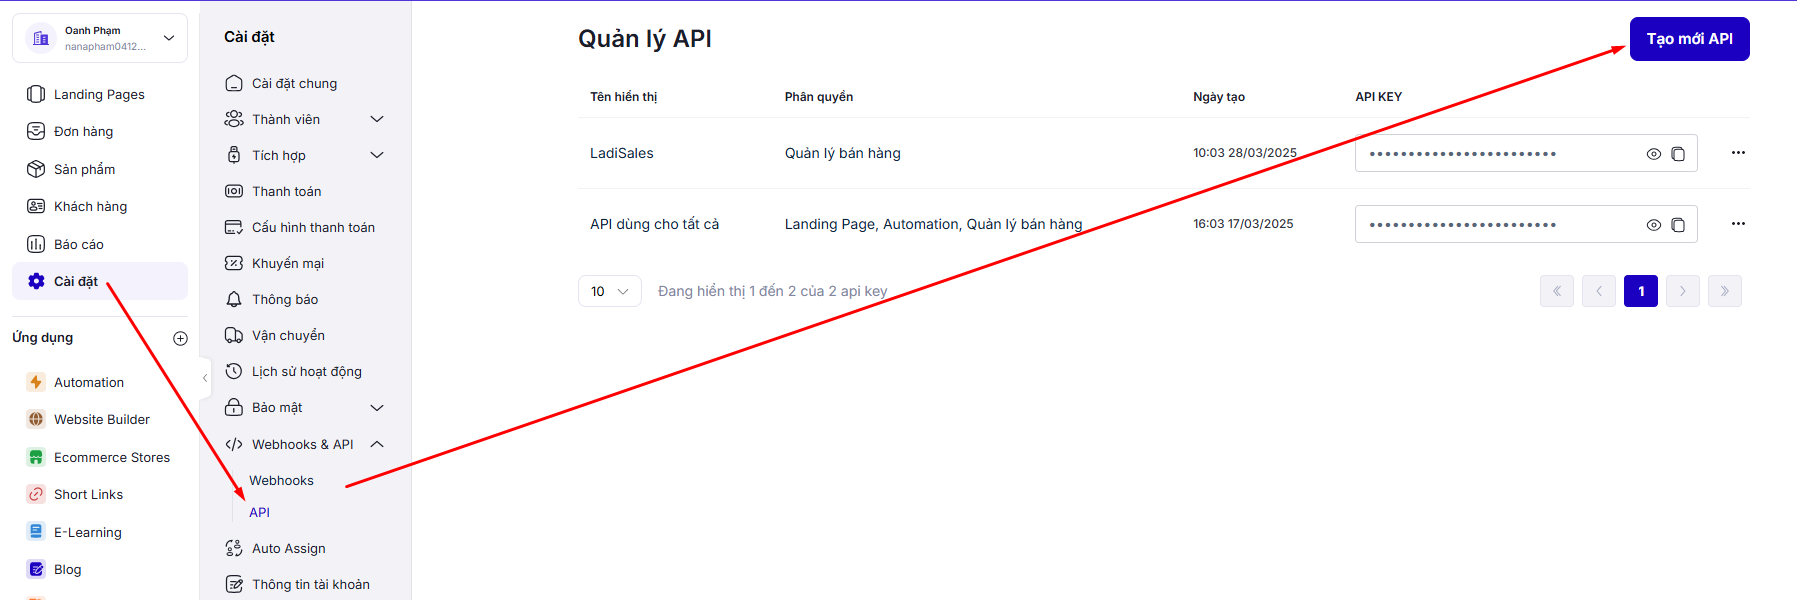 Oanh Phạm
nanapham0412...
Landing Pages
Đơn hàng
Sản phẩm
Khách hàng
Báo cáo
Cài đặt
Ứng dụng
Automation
Website Builder
Ecommerce Stores
Short Links
E-Learning
Blog
Cài đặt
Cài đặt chung
Thành viên
Tích hợp
Thanh toán
Cấu hình thanh toán
Khuyến mại
Thông báo
Vận chuyển
Lịch sử hoạt động
Bảo mật
Webhooks & API
Webhooks
API
Auto Assign
Thông tin tài khoản
Quản lý API
Tạo mới API
Tên hiển thị Phân quyền Ngày tạo API KEY
LadiSales Quản lý bán hàng 10:03 28/03/2025
API dùng cho tất cả Landing Page, Automation, Quản lý bán hàng 16:03 17/03/2025
10 Đang hiển thị 1 đến 2 của 2 api key 1